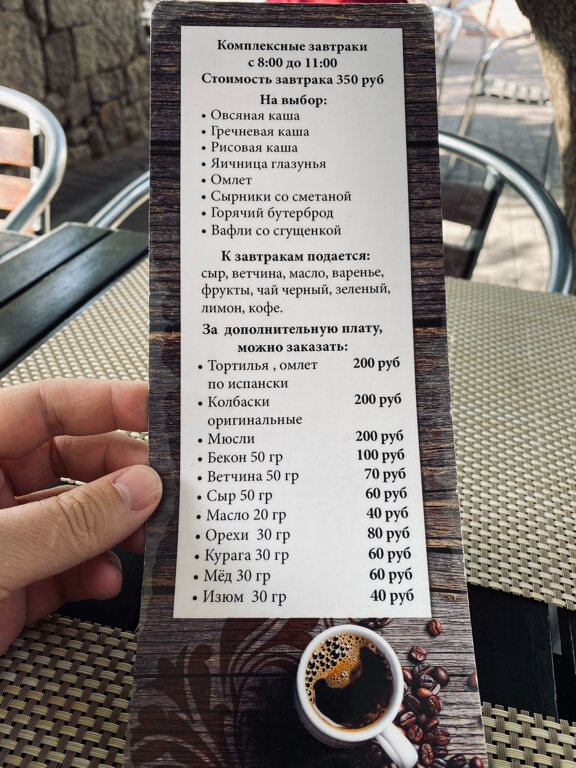 Комплексные завтраки
с 8:00 до 11:00
Стоимость завтрака 350 руб
На выбор:
• Овсяная каша
• Гречневая каша
• Рисовая каша
• Яичница глазунья
• Омлет
• Сырники со сметаной
• Горячий бутерброд
• Вафли со сгущенкой
К завтракам подается:
сыр, ветчина, масло, варенье,
фрукты, чай черный, зеленый,
лимон, кофе.
За дополнительную плату,
можно заказать:
• Тортилья , омлет 200 руб
по испански
• Колбаски 200 руб
оригинальные
• Мюсли 200 руб
• Бекон 50 гр 100 руб
• Ветчина 50 гр 70 руб
• Сыр 50 гр 60 руб
• Масло 20 гр 40 руб
• Орехи 30 гр 80 руб
• Курага 30 гр 60 руб
• Мёд 30 гр 60 руб
• Изюм 30 гр 40 руб